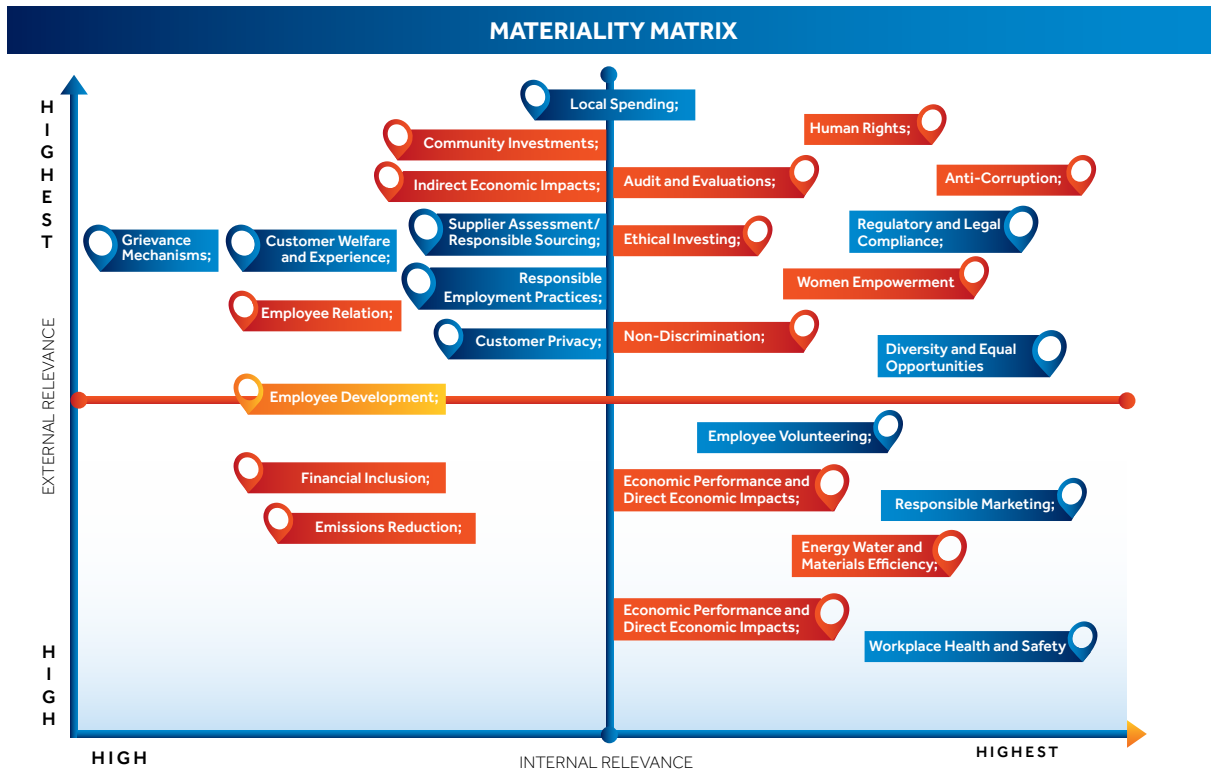 MATERIALITY MATRIX
HIGHEST
Local Spending;
Human Rights;
Community Investments;
Indirect Economic Impacts;
Audit and Evaluations;
Anti-Corruption;
Grievance
Mechanisms;
Customer Welfare
and Experience;
Supplier Assessment/
Responsible Sourcing;
Ethical Investing;
Regulatory and Legal
Compliance;
Responsible
Employment Practices;
Women Empowerment
Employee Relation;
Customer Privacy;
Non-Discrimination;
Diversity and Equal
Opportunities
EXTERNAL RELEVANCE
Employee Development;
Employee Volunteering;
Financial Inclusion;
Economic Performance and
Direct Economic Impacts;
Responsible Marketing;
Emissions Reduction;
Energy Water and
Materials Efficiency;
Economic Performance and
Direct Economic Impacts;
Workplace Health and Safety
HIGH
HIGH
INTERNAL RELEVANCE
HIGHEST